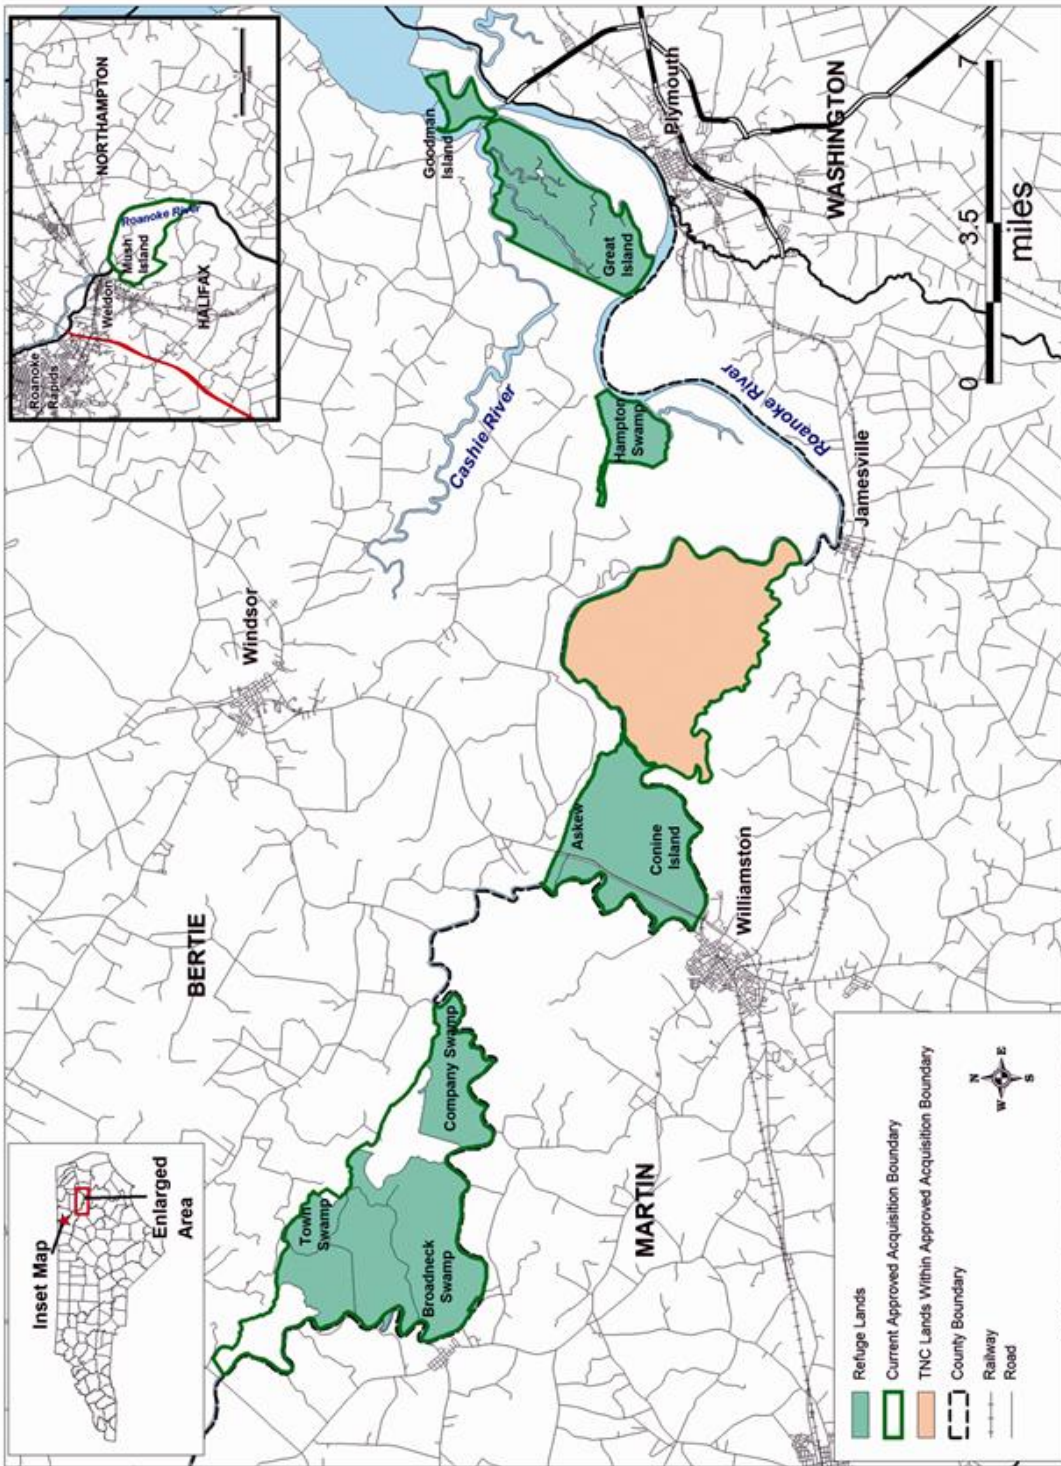 Inset Map
Enlarged
Area
Roanoke
Rapids
Weldon
Mush
Island
Roanoke River
NORTHAMPTON
HALIFAX
BERTIE
Windsor
Cashie River
Goodman
Island
Great
Island
Plymouth
WASHINGTON
Town
Swamp
Broadneck
Swamp
Company Swamp
Askew
Conine
Island
Hampton
Swamp
Roanoke River
Jamesville
Williamston
MARTIN
Refuge Lands
Current Approved Acquisition Boundary
TNC Lands Within Approved Acquisition Boundary
County Boundary
Railway
Road
N
W E
S
0 3.5 7
miles